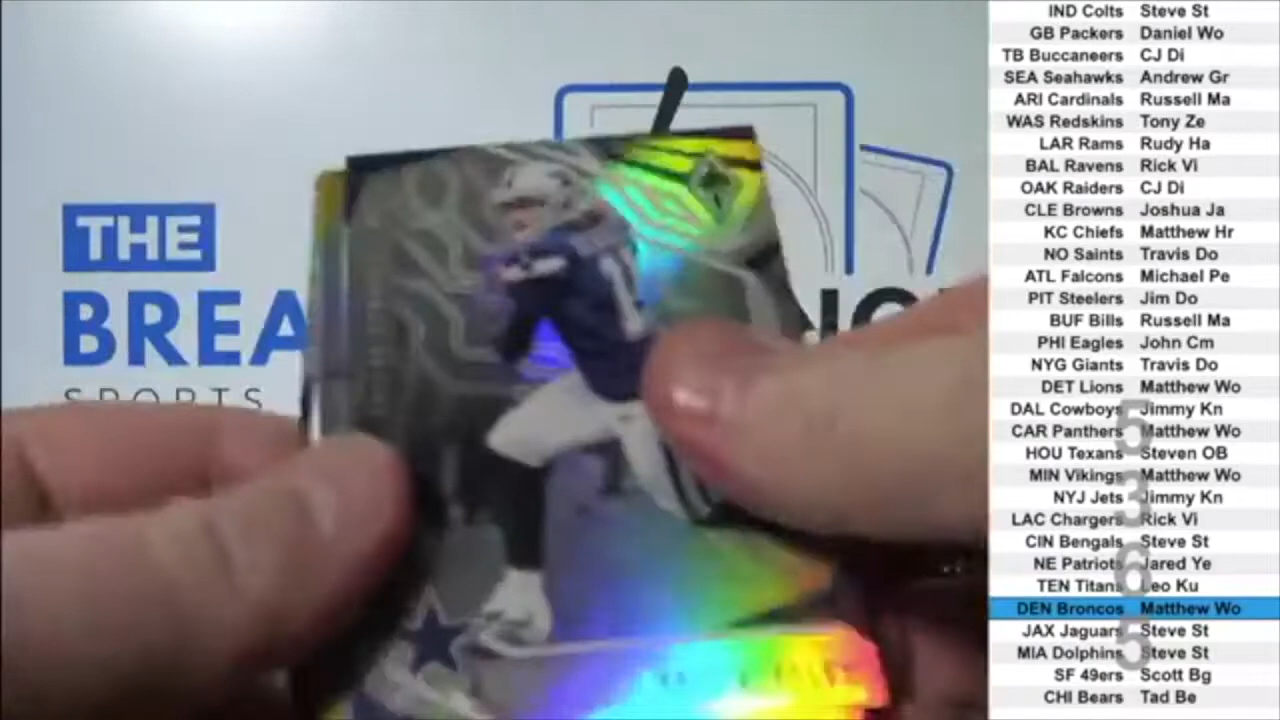 THE
BREA
SPORTS
IND Colts Steve St
GB Packers Daniel Wo
TB Buccaneers CJ Di
SEA Seahawks Andrew Gr
ARI Cardinals Russell Ma
WAS Redskins Tony Ze
LAR Rams Rudy Ha
BAL Ravens Rick Vi
OAK Raiders CJ Di
CLE Browns Joshua Ja
KC Chiefs Matthew Hr
NO Saints Travis Do
ATL Falcons Michael Pe
PIT Steelers Jim Do
BUF Bills Russell Ma
PHI Eagles John Cm
NYG Giants Travis Do
DET Lions Matthew Wo
DAL Cowboys Jimmy Kn
CAR Panthers Matthew Wo
HOU Texans Steven OB
MIN Vikings Matthew Wo
NYJ Jets Jimmy Kn
LAC Chargers Rick Vi
CIN Bengals Steve St
NE Patriots Jared Ye
TEN Titans Leo Ku
DEN Broncos Matthew Wo
JAX Jaguars Steve St
MIA Dolphins Steve St
SF 49ers Scott Bg
CHI Bears Tad Be
5365